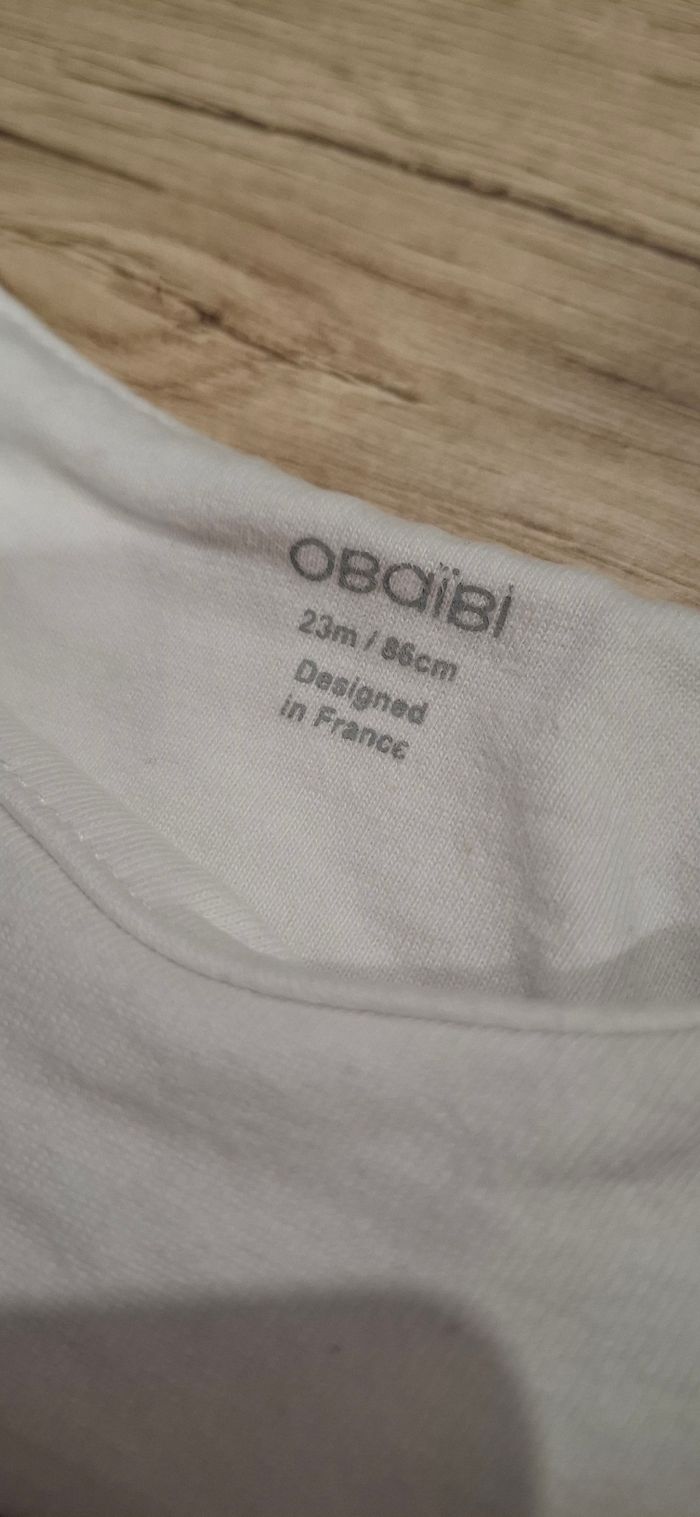 OBaïBi
23m / 86cm
Designed
in France